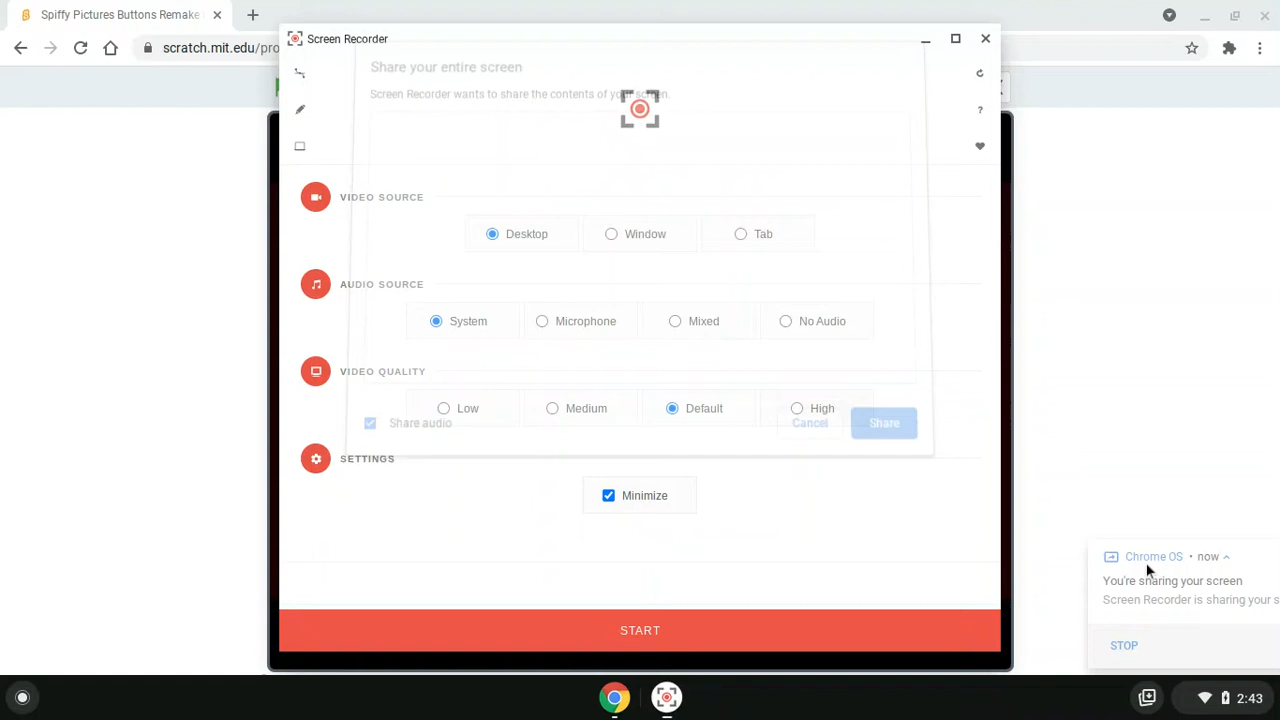 Spiffy Pictures Buttons Remake
scratch.mit.edu/pro
Screen Recorder
Share your entire screen
Screen Recorder wants to share the contents of your screen.
?
VIDEO SOURCE
Desktop
Window
Tab
AUDIO SOURCE
System
Microphone
Mixed
No Audio
VIDEO QUALITY
Low
Medium
Default
High
Share audio
Cancel
Share
SETTINGS
Minimize
START
Chrome OS • now
You're sharing your screen
Screen Recorder is sharing your s
STOP
2:43